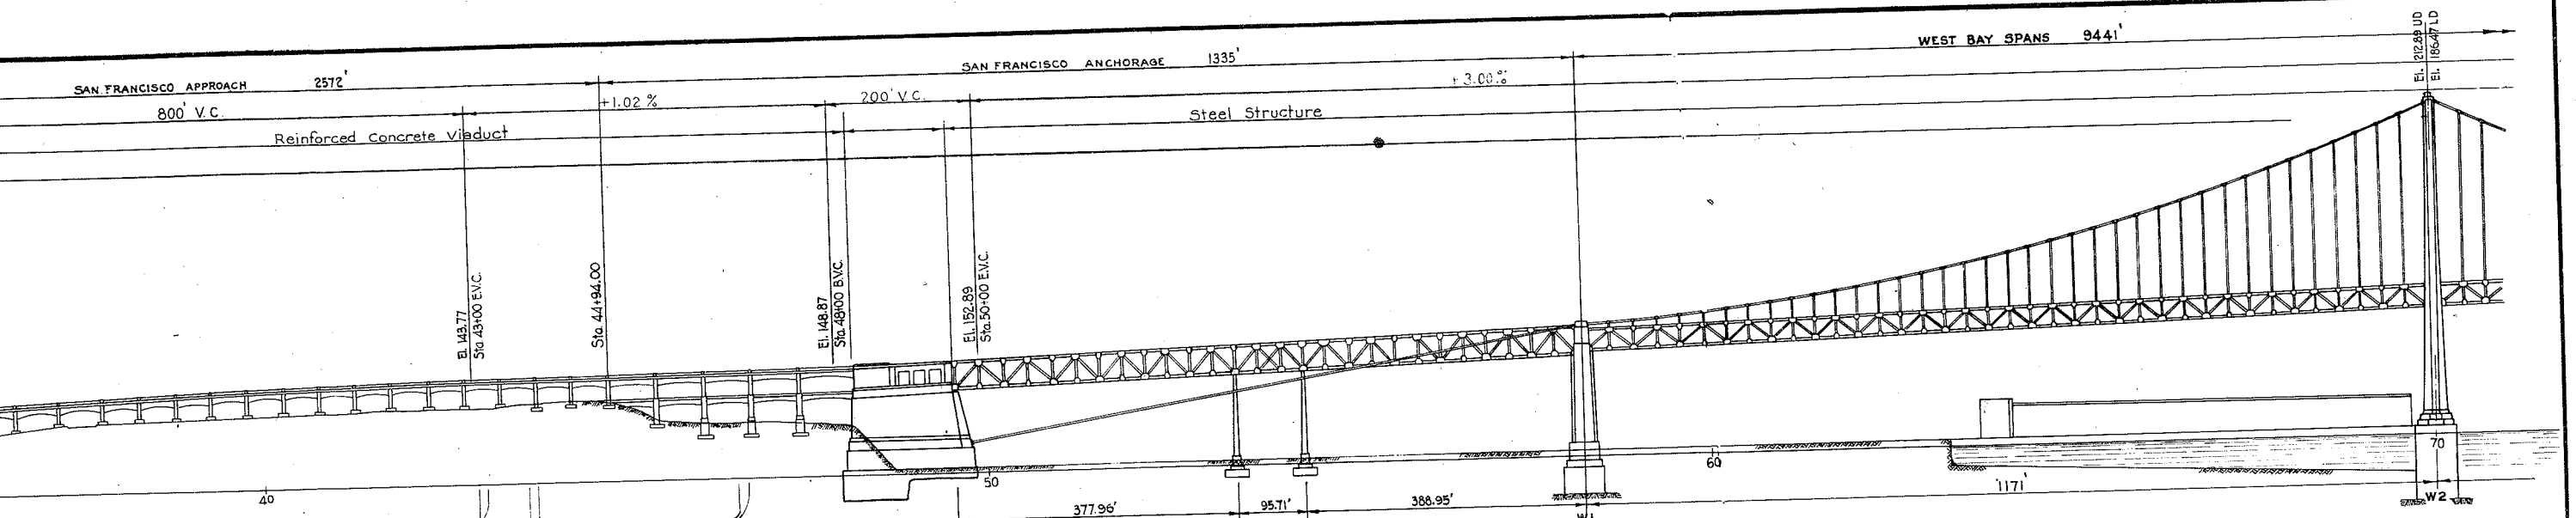 WEST BAY SPANS 9441'
El. 212.89 UD
El. 186.47 LD
SAN FRANCISCO ANCHORAGE 1335'
SAN FRANCISCO APPROACH 2572'
+3.00%
+1.02%
200' V.C.
800' V.C.
Steel Structure
Reinforced Concrete Viaduct
El. 143.77
Sta 43+00 E.V.C.
Sta 44+94.00
El. 148.87
Sta. 48+00 B.V.C.
El. 152.89
Sta. 50+00 E.V.C.
40
50
60
70
377.96'
95.71'
388.95'
1171'
W1
W2